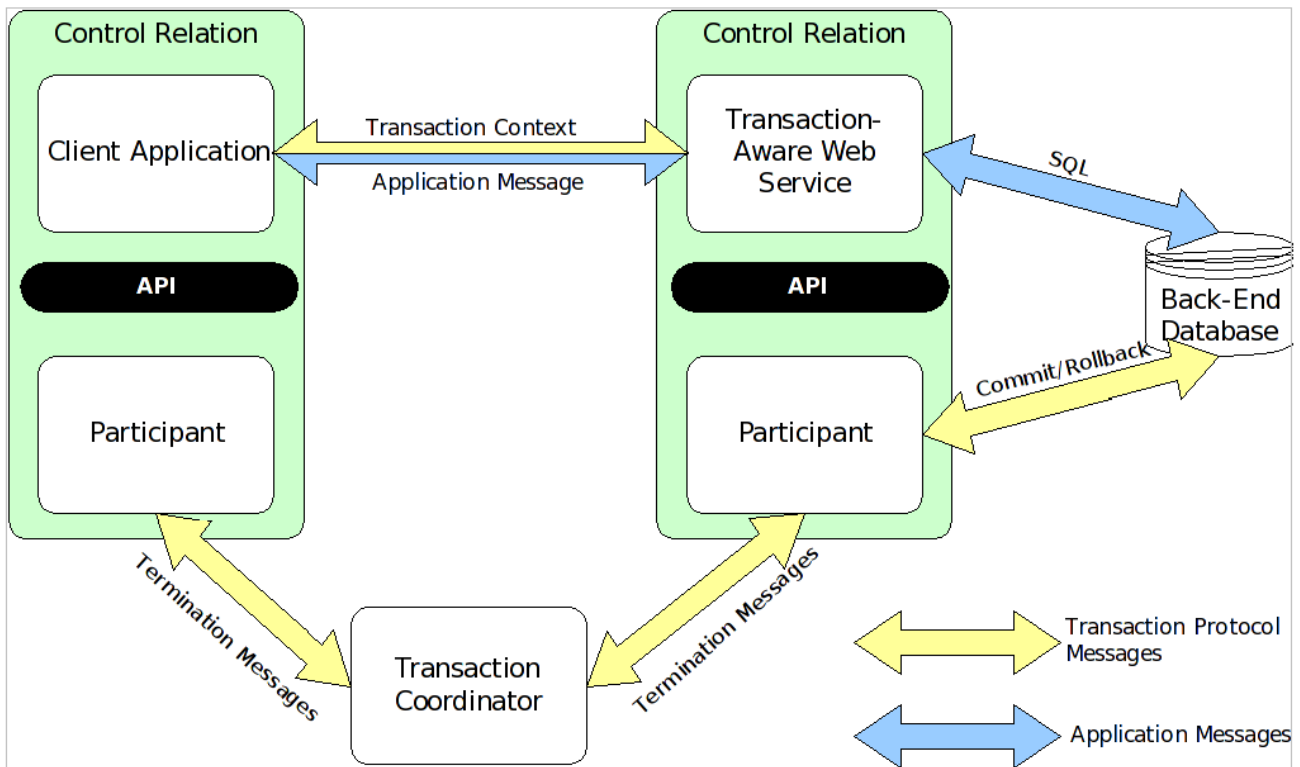 Control Relation
Control Relation
Client Application
Transaction Context
Application Message
Transaction-
Aware Web
Service
SQL
API
API
Back-End
Database
Commit/Rollback
Participant
Participant
Termination Messages
Termination Messages
Transaction
Coordinator
Transaction Protocol
Messages
Application Messages